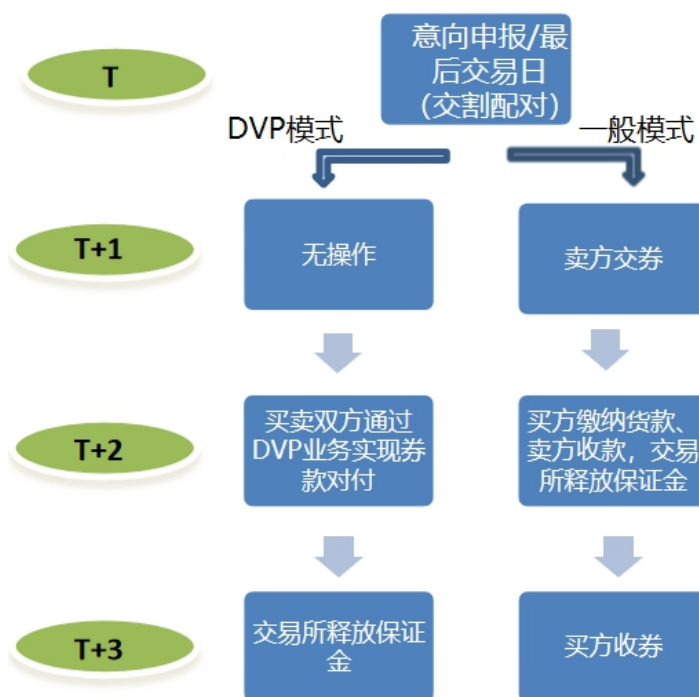 T
意向申报/最
后交易日
（交割配对）
DVP模式
一般模式
T+1
无操作
卖方交券
T+2
买卖双方通过
DVP业务实现券
款对付
买方缴纳货款、
卖方收款，交易
所释放保证金
T+3
交易所释放保证
金
买方收券